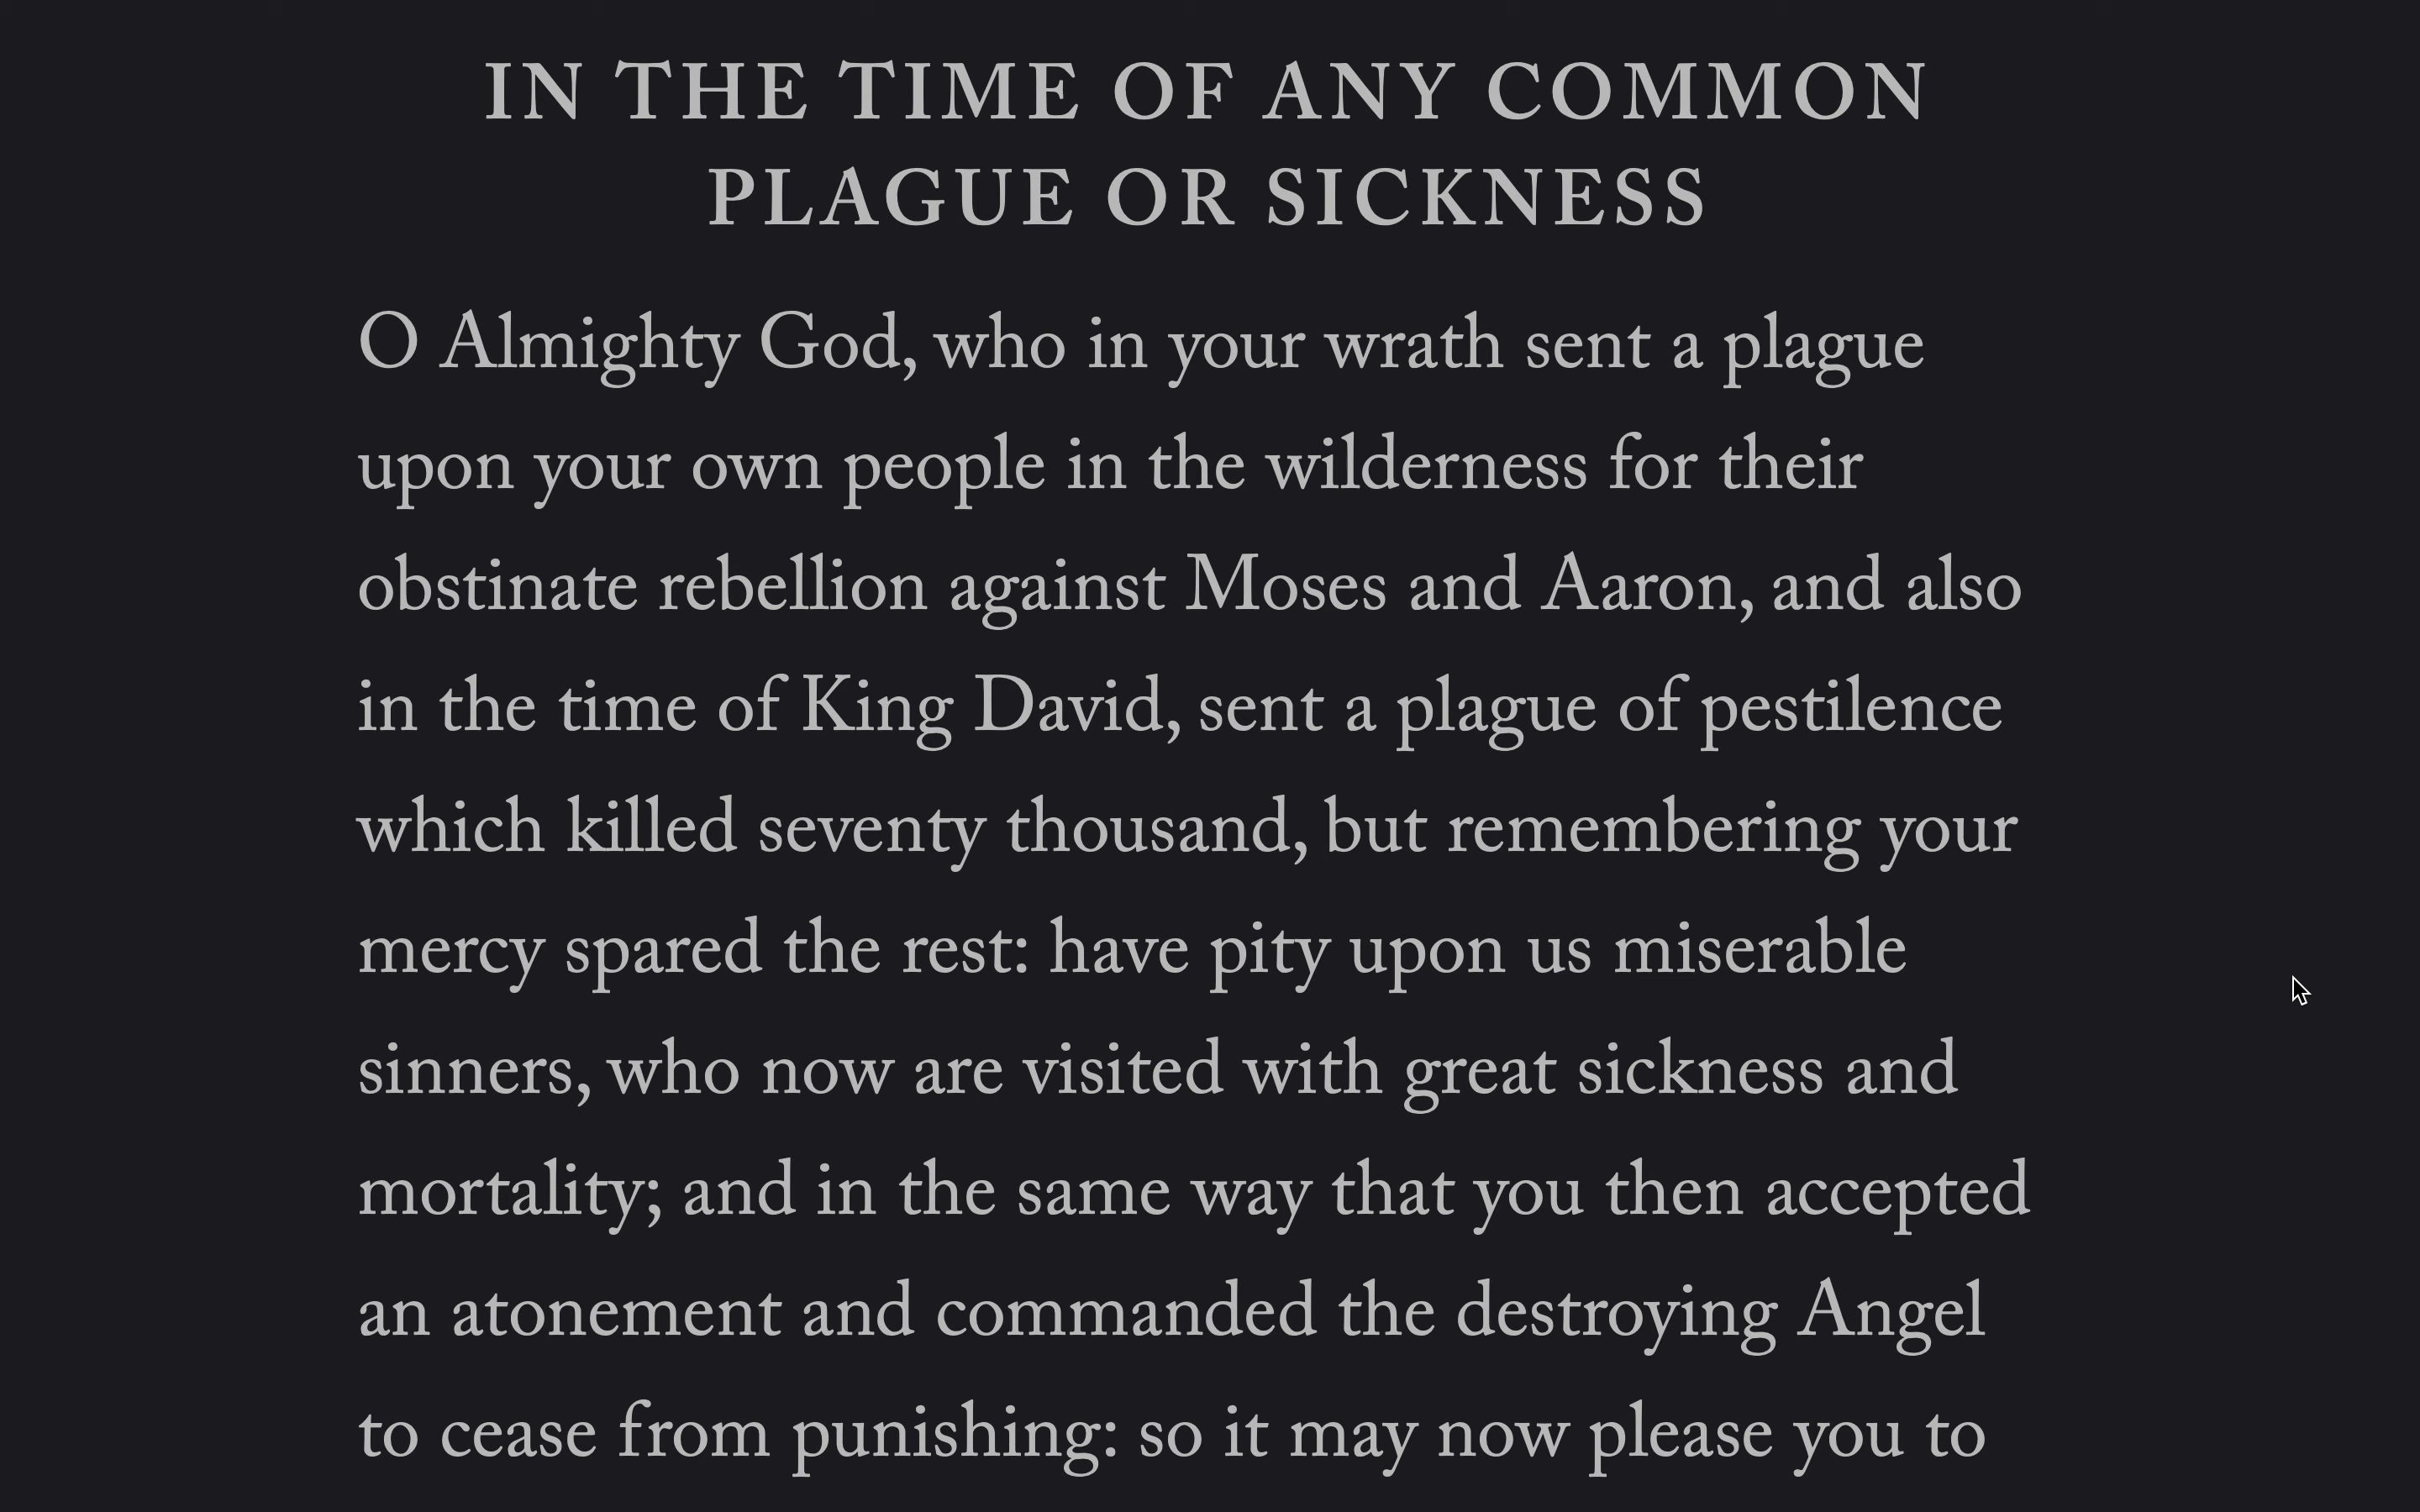 IN THE TIME OF ANY COMMON
PLAGUE OR SICKNESS
O Almighty God, who in your wrath sent a plague
upon your own people in the wilderness for their
obstinate rebellion against Moses and Aaron, and also
in the time of King David, sent a plague of pestilence
which killed seventy thousand, but remembering your
mercy spared the rest: have pity upon us miserable
sinners, who now are visited with great sickness and
mortality; and in the same way that you then accepted
an atonement and commanded the destroying Angel
to cease from punishing: so it may now please you to